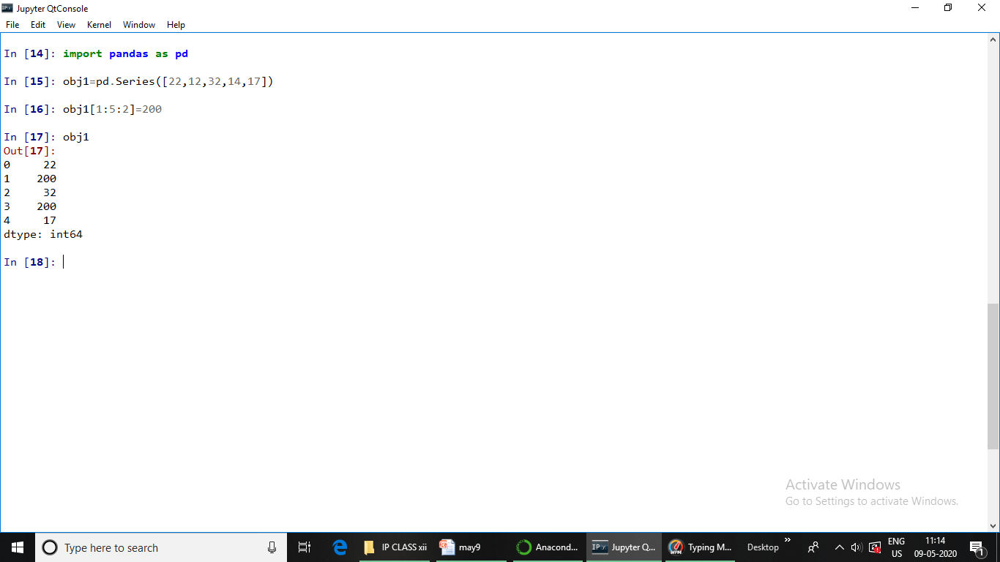 IP[y]: Jupyter QtConsole
File Edit View Kernel Window Help
In [14]: import pandas as pd
In [15]: obj1=pd.Series([22,12,32,14,17])
In [16]: obj1[1:5:2]=200
In [17]: obj1
Out[17]:
0     22
1    200
2     32
3    200
4     17
dtype: int64
In [18]:
Activate Windows
Go to Settings to activate Windows.
Type here to search
IP CLASS xii
may9
Anacond...
IP[y]: Jupyter Q...
WPM Typing M...
Desktop »
ENG
US
11:14
09-05-2020
1